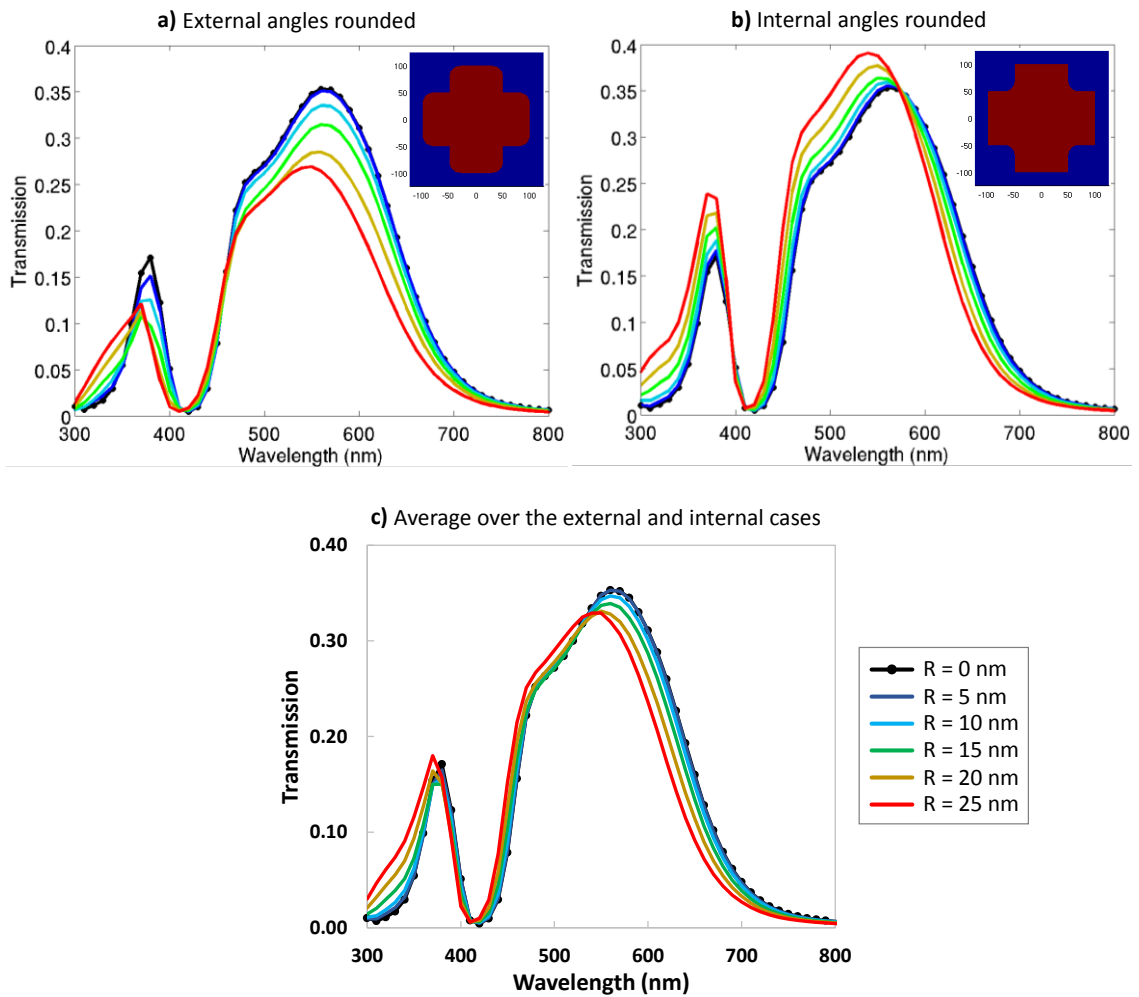 a) External angles rounded
0.4
0.35
0.3
0.25
0.2
0.15
0.1
0.05
0
Transmission
300 400 500 600 700 800
Wavelength (nm)
100
50
0
-50
-100
-100 -50 0 50 100
b) Internal angles rounded
0.4
0.35
0.3
0.25
0.2
0.15
0.1
0.05
0
Transmission
300 400 500 600 700 800
Wavelength (nm)
100
50
0
-50
-100
-100 -50 0 50 100
c) Average over the external and internal cases
0.40
0.30
0.20
0.10
0.00
Transmission
300 400 500 600 700 800
Wavelength (nm)
R = 0 nm
R = 5 nm
R = 10 nm
R = 15 nm
R = 20 nm
R = 25 nm